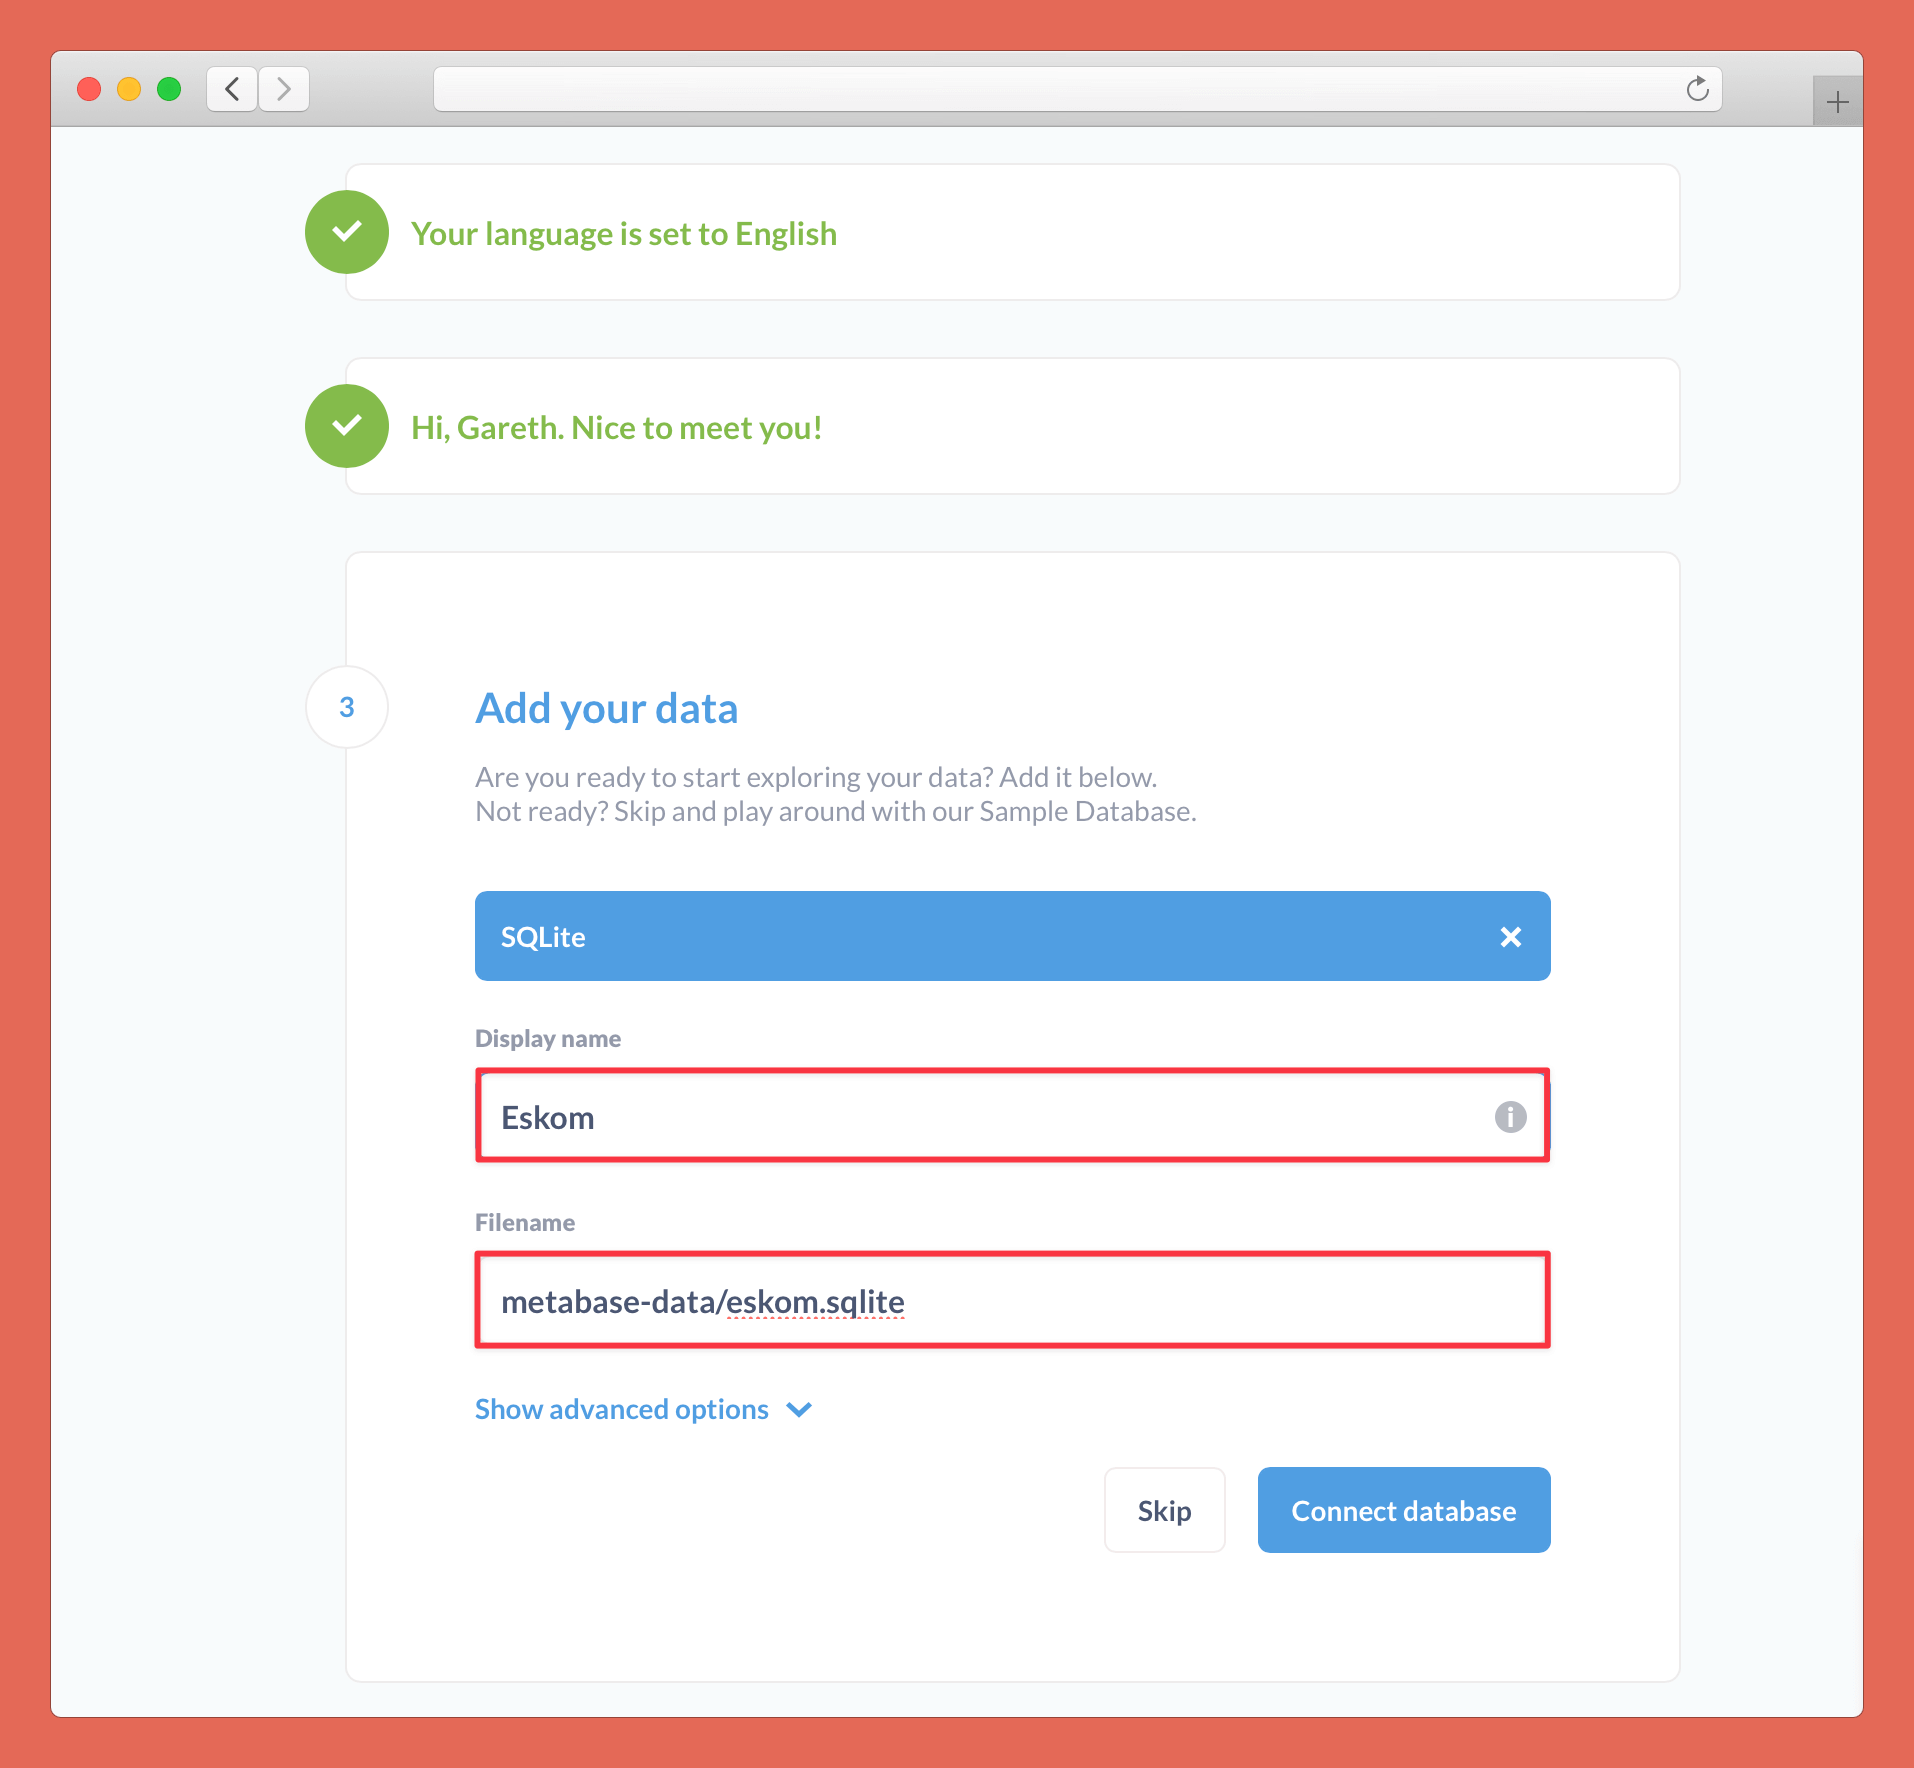 Your language is set to English
Hi, Gareth. Nice to meet you!
3
Add your data
Are you ready to start exploring your data? Add it below.
Not ready? Skip and play around with our Sample Database.
SQLite
Display name
Eskom
Filename
metabase-data/eskom.sqlite
Show advanced options
Skip
Connect database